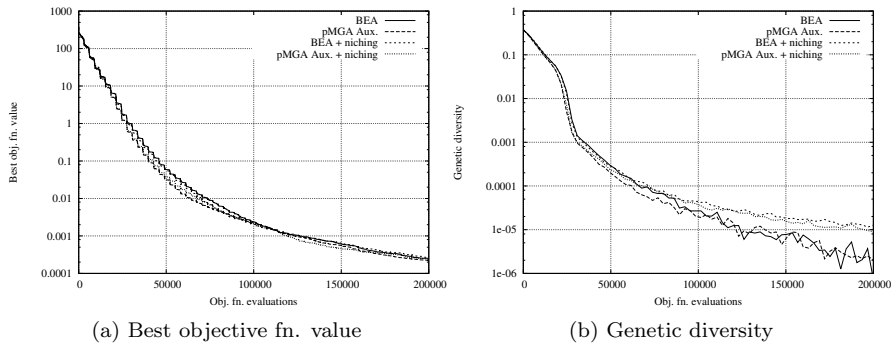 1000
100
10
1
0.1
0.01
0.001
0.0001
Best obj. fn. value
0
50000
100000
150000
200000
Obj. fn. evaluations
BEA
pMGA Aux.
BEA + niching
pMGA Aux. + niching
(a) Best objective fn. value
1
0.1
0.01
0.001
0.0001
1e-05
1e-06
Genetic diversity
0
50000
100000
150000
200000
Obj. fn. evaluations
BEA
pMGA Aux.
BEA + niching
pMGA Aux. + niching
(b) Genetic diversity